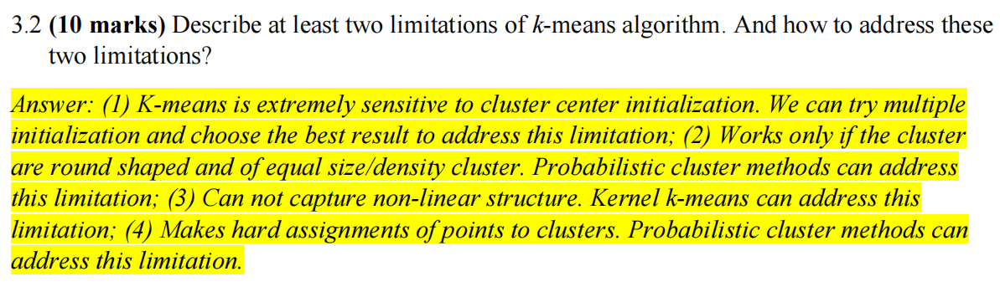 3.2 (10 marks) Describe at least two limitations of k-means algorithm. And how to address these
two limitations?
Answer: (1) K-means is extremely sensitive to cluster center initialization. We can try multiple
initialization and choose the best result to address this limitation; (2) Works only if the cluster
are round shaped and of equal size/density cluster. Probabilistic cluster methods can address
this limitation; (3) Can not capture non-linear structure. Kernel k-means can address this
limitation; (4) Makes hard assignments of points to clusters. Probabilistic cluster methods can
address this limitation.